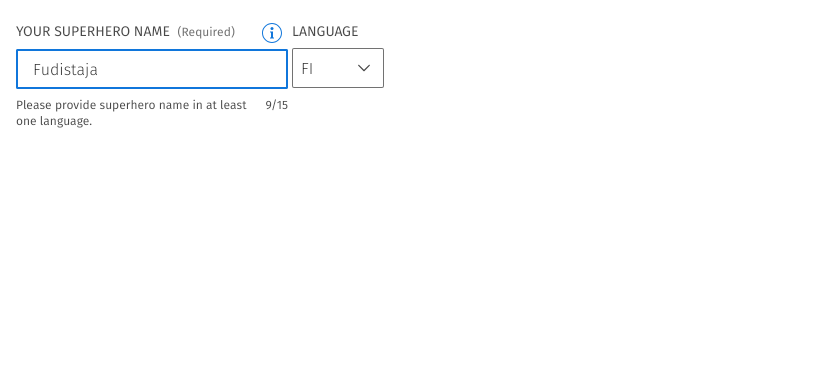 YOUR SUPERHERO NAME (Required)
LANGUAGE
Fudistaja
FI
Please provide superhero name in at least
one language.
9/15